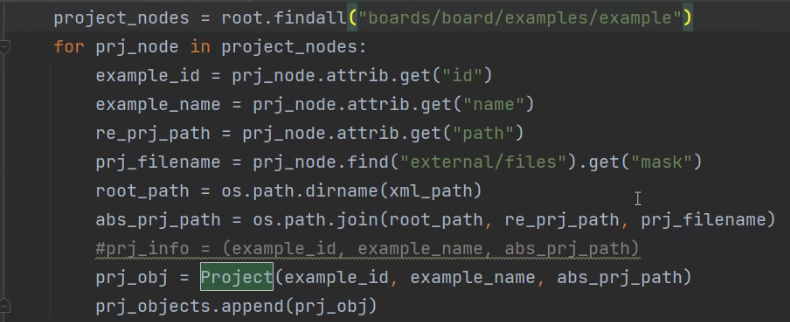 project_nodes = root.findall("boards/board/examples/example")
for prj_node in project_nodes:
    example_id = prj_node.attrib.get("id")
    example_name = prj_node.attrib.get("name")
    re_prj_path = prj_node.attrib.get("path")
    prj_filename = prj_node.find("external/files").get("mask")
    root_path = os.path.dirname(xml_path)
    abs_prj_path = os.path.join(root_path, re_prj_path, prj_filename)
    #prj_info = (example_id, example_name, abs_prj_path)
    prj_obj = Project(example_id, example_name, abs_prj_path)
    prj_objects.append(prj_obj)